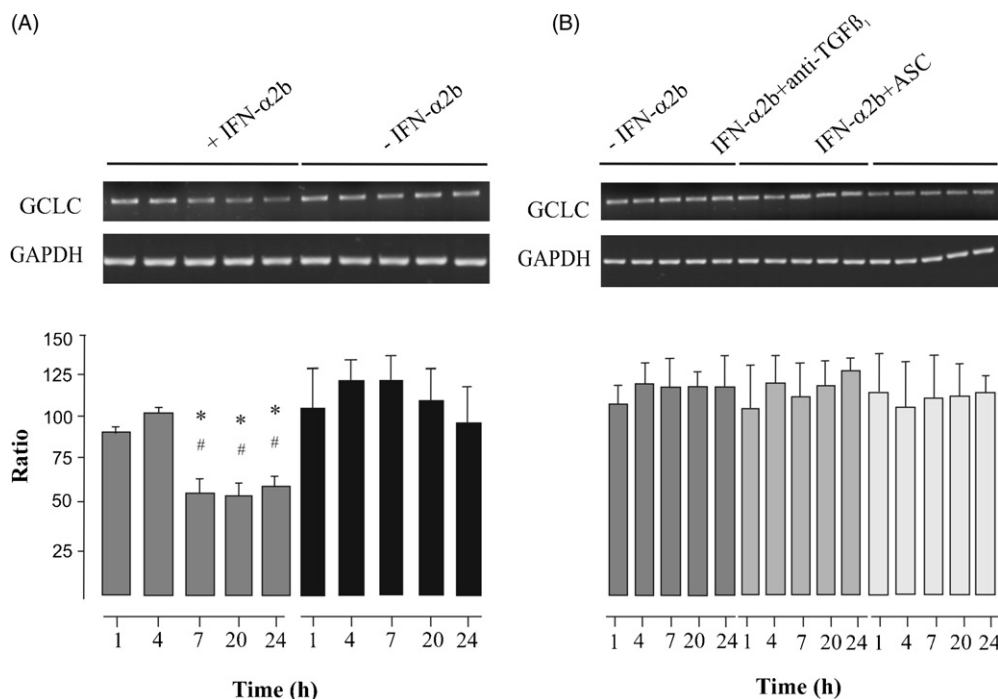 (A)
(B)
+ IFN-α2b
- IFN-α2b
- IFN-α2b
IFN-α2b+anti-TGFß₁
IFN-α2b+ASC
GCLC
GAPDH
GCLC
GAPDH
Ratio
150
125
100
75
50
25
* * *
# # #
1 4 7 20 24 1 4 7 20 24
Time (h)
1 4 7 20 24 1 4 7 20 24 1 4 7 20 24
Time (h)